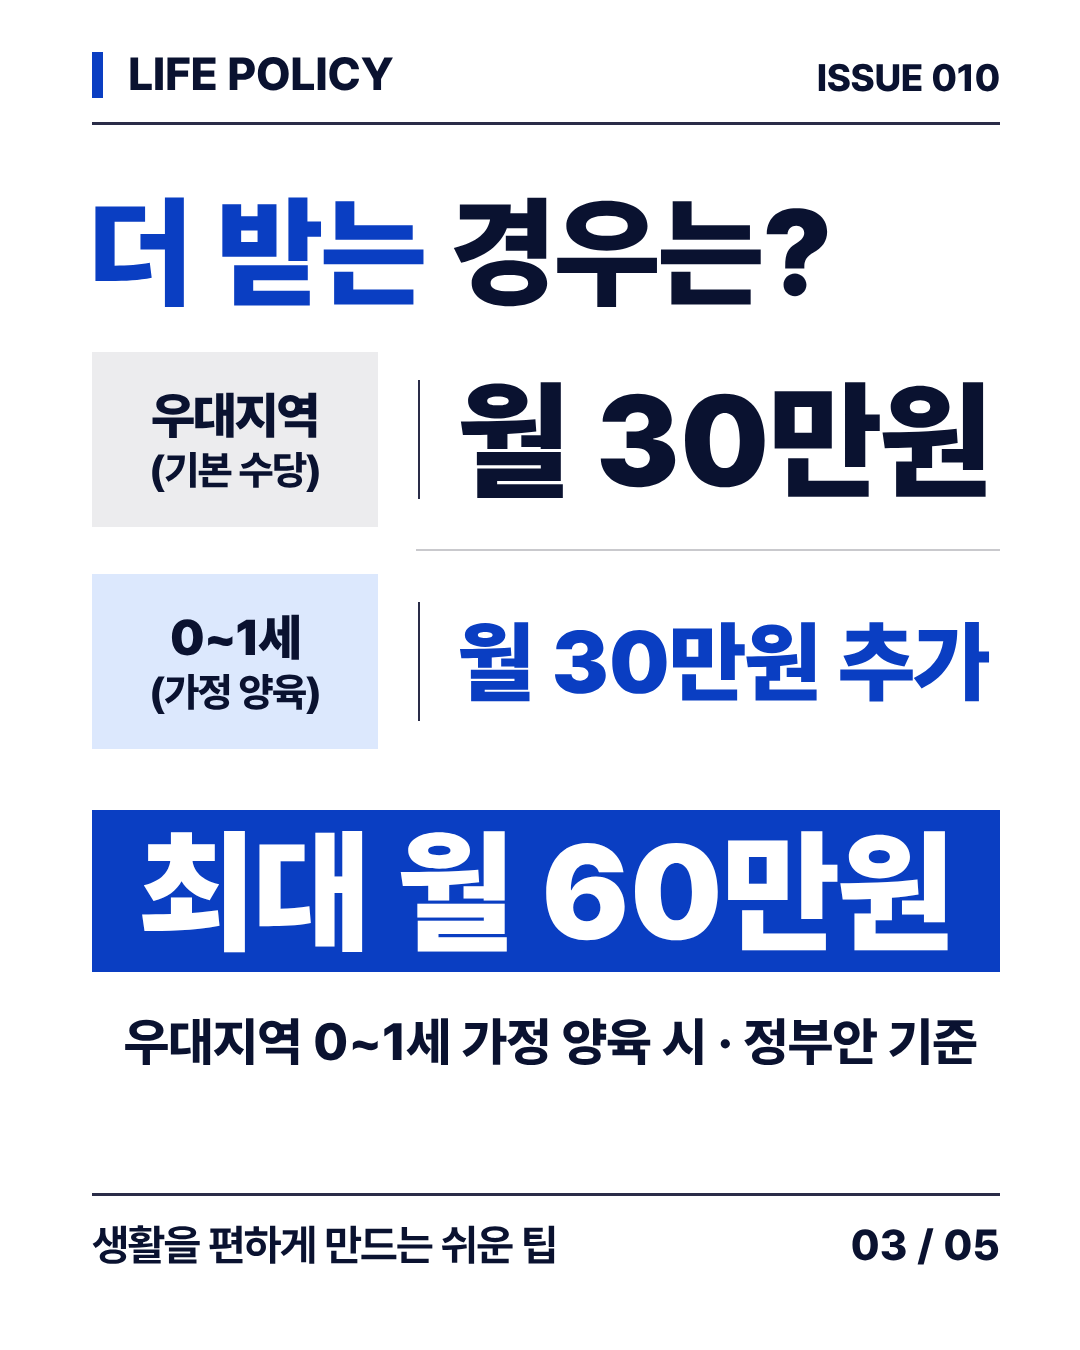 LIFE POLICY
ISSUE 010
더 받는 경우는?
우대지역
(기본 수당)
월 30만원
0~1세
(가정 양육)
월 30만원 추가
최대 월 60만원
우대지역 0~1세 가정 양육 시 · 정부안 기준
생활을 편하게 만드는 쉬운 팁
03 / 05